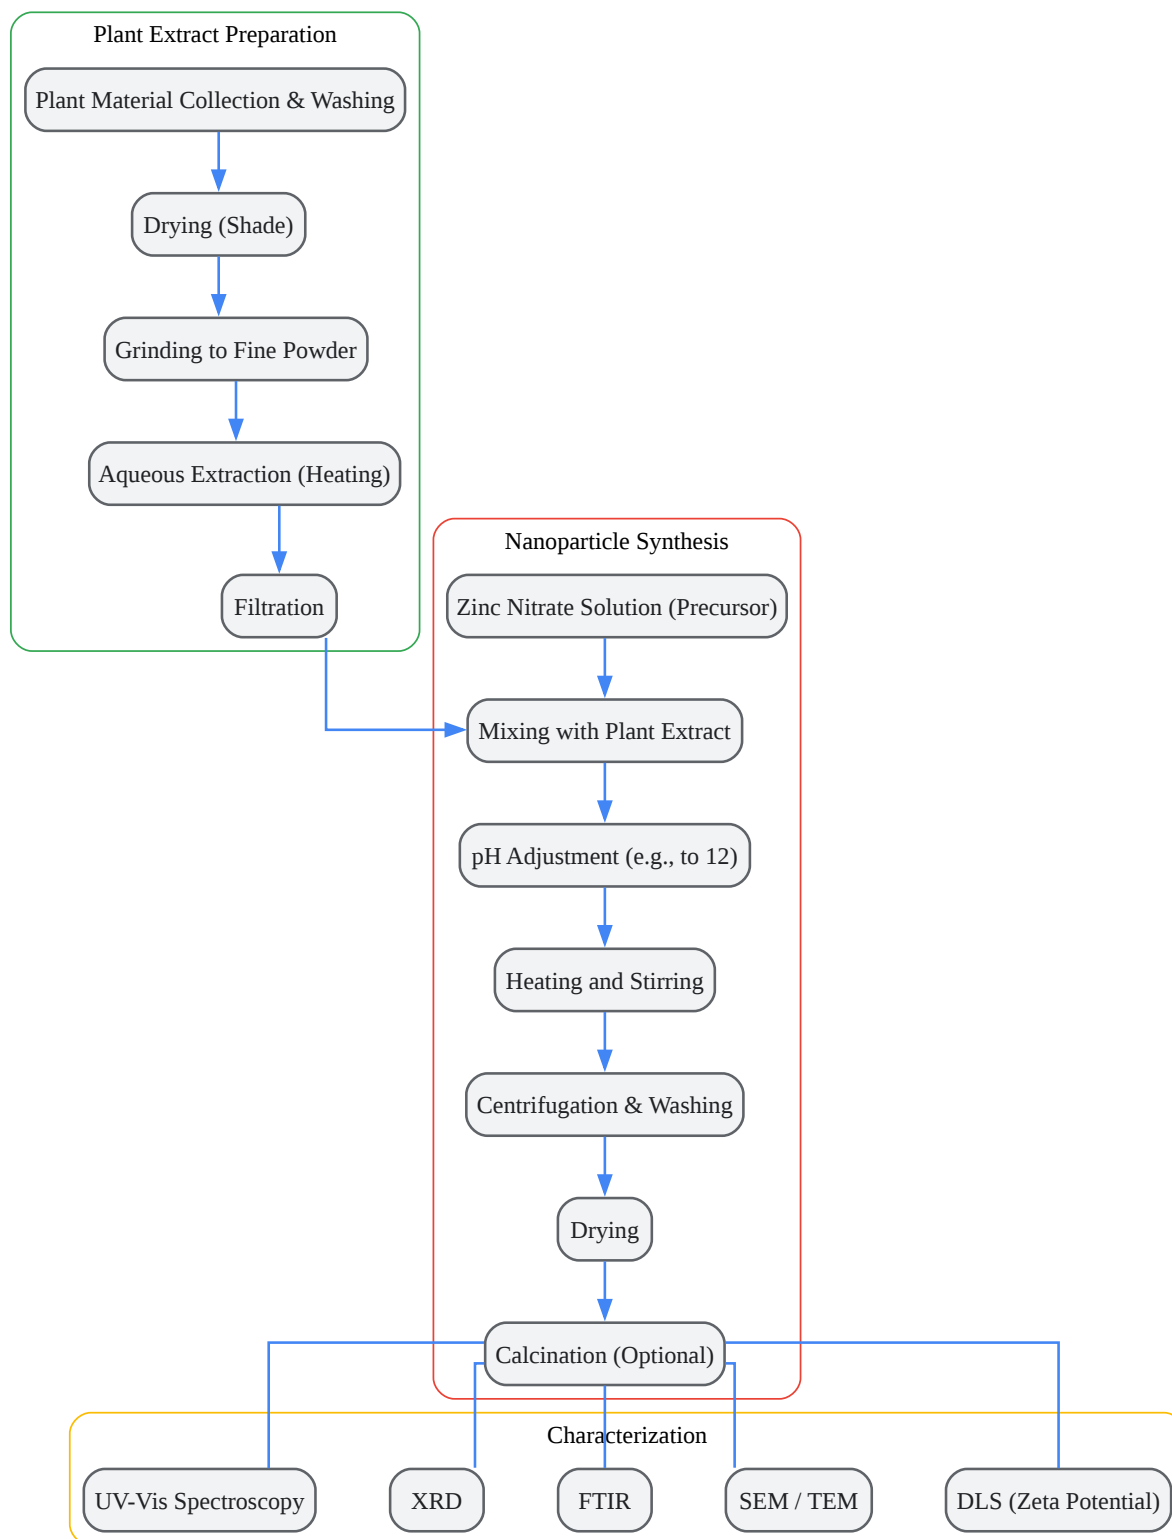 Plant Extract Preparation
Plant Material Collection & Washing
Drying (Shade)
Grinding to Fine Powder
Aqueous Extraction (Heating)
Filtration
Nanoparticle Synthesis
Zinc Nitrate Solution (Precursor)
Mixing with Plant Extract
pH Adjustment (e.g., to 12)
Heating and Stirring
Centrifugation & Washing
Drying
Calcination (Optional)
Characterization
UV-Vis Spectroscopy
XRD
FTIR
SEM / TEM
DLS (Zeta Potential)